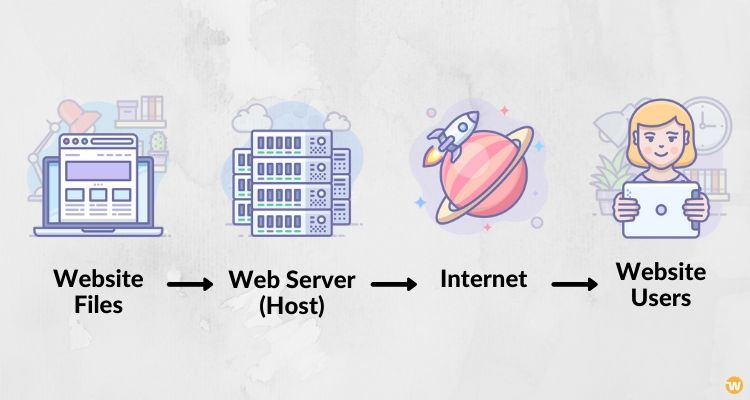 Website
Files
Web Server
(Host)
Internet
Website
Users
W